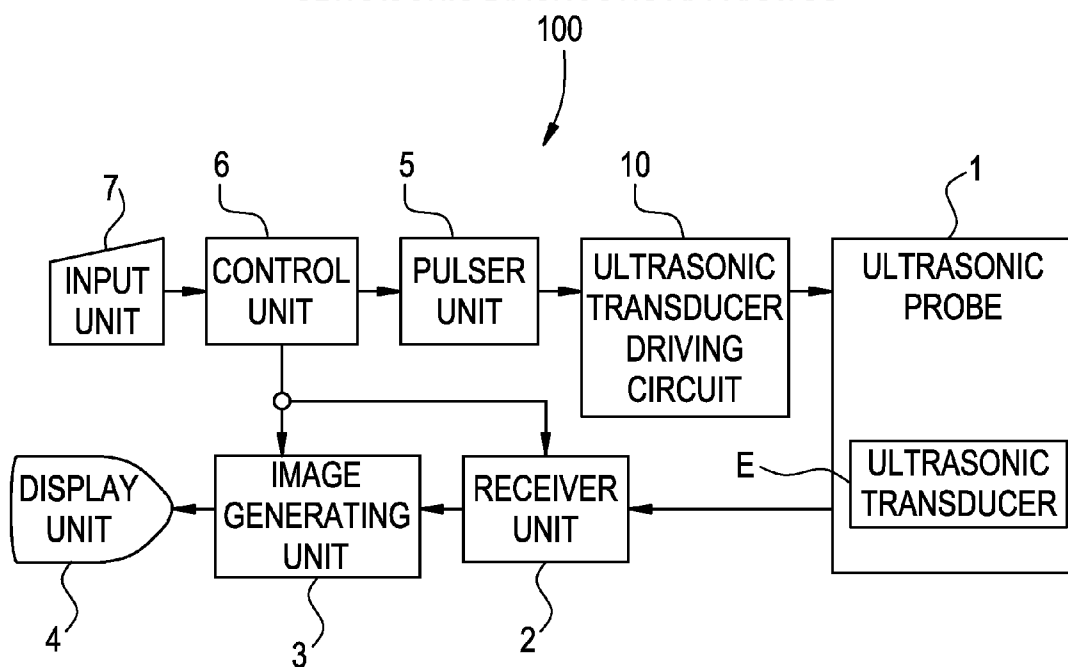 100
7
6
5
10
1
INPUT
UNIT
CONTROL
UNIT
PULSER
UNIT
ULTRASONIC
TRANSDUCER
DRIVING
CIRCUIT
ULTRASONIC
PROBE
DISPLAY
UNIT
IMAGE
GENERATING
UNIT
RECEIVER
UNIT
E
ULTRASONIC
TRANSDUCER
4
3
2